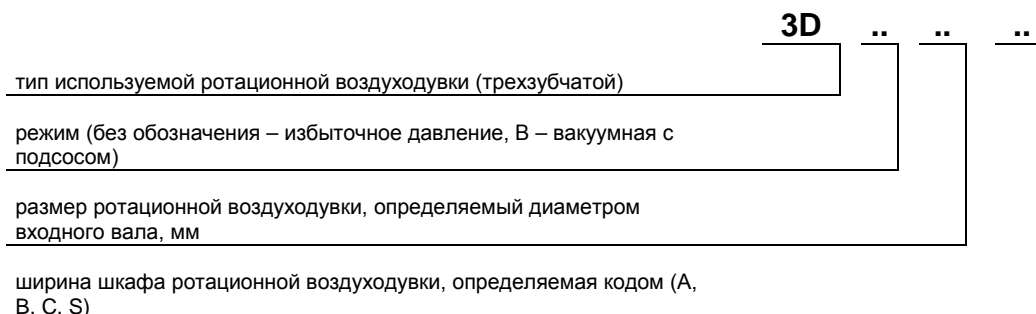 3D .. .. ..
тип используемой ротационной воздуходувки (трехзубчатой)
режим (без обозначения – избыточное давление, В – вакуумная с
подсосом)
размер ротационной воздуходувки, определяемый диаметром
входного вала, мм
ширина шкафа ротационной воздуходувки, определяемая кодом (A,
B, C, S)